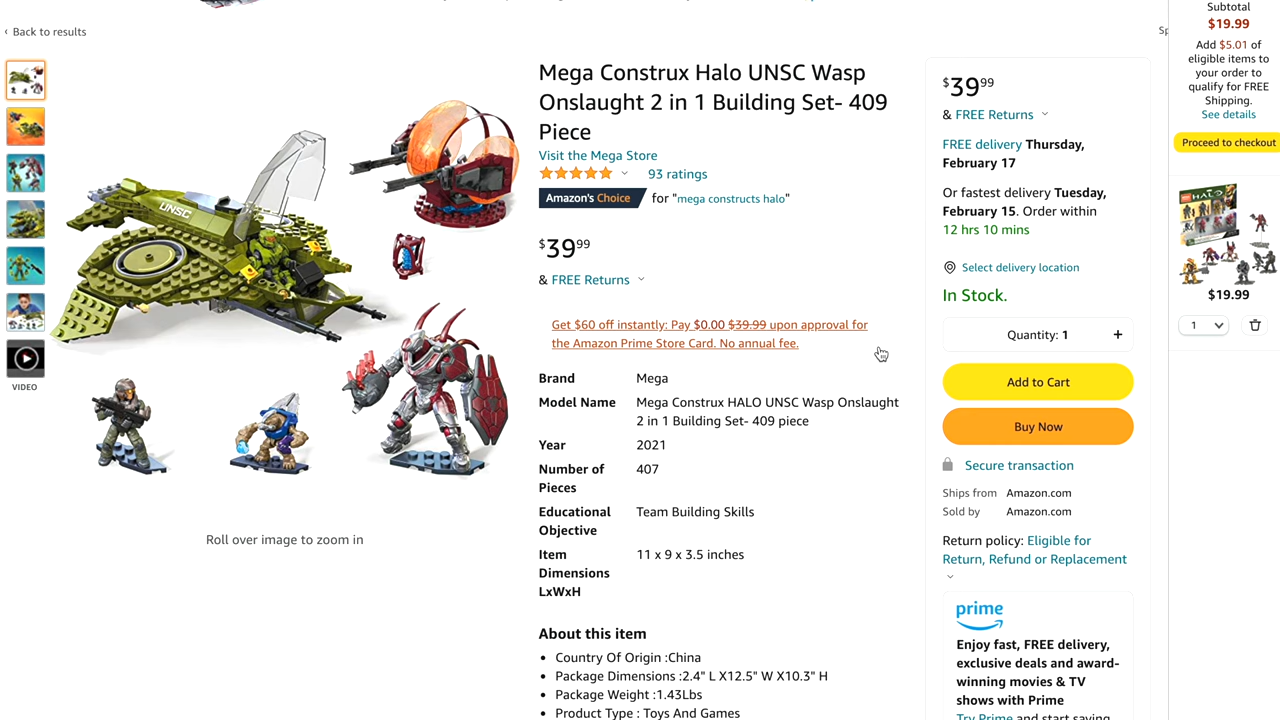 ‹ Back to results
Sp
UNSC
VIDEO
Roll over image to zoom in
Mega Construx Halo UNSC Wasp
Onslaught 2 in 1 Building Set- 409
Piece
Visit the Mega Store
93 ratings
Amazon's Choice for "mega constructs halo"
$39 99
& FREE Returns
Get $60 off instantly: Pay $0.00 $39.99 upon approval for
the Amazon Prime Store Card. No annual fee.
Brand Mega
Model Name Mega Construx HALO UNSC Wasp Onslaught
2 in 1 Building Set- 409 piece
Year 2021
Number of 407
Pieces
Educational Team Building Skills
Objective
Item 11 x 9 x 3.5 inches
Dimensions
LxWxH
About this item
• Country Of Origin :China
• Package Dimensions :2.4" L X12.5" W X10.3" H
• Package Weight :1.43Lbs
• Product Type : Toys And Games
$39 99
& FREE Returns
FREE delivery Thursday,
February 17
Or fastest delivery Tuesday,
February 15. Order within
12 hrs 10 mins
Select delivery location
In Stock.
Quantity: 1 +
Add to Cart
Buy Now
Secure transaction
Ships from Amazon.com
Sold by Amazon.com
Return policy: Eligible for
Return, Refund or Replacement
prime
Enjoy fast, FREE delivery,
exclusive deals and award-
winning movies & TV
shows with Prime
Try Prime and start saving
Subtotal
$19.99
Add $5.01 of
eligible items to
your order to
qualify for FREE
Shipping.
See details
Proceed to checkout
HALO
$19.99
1